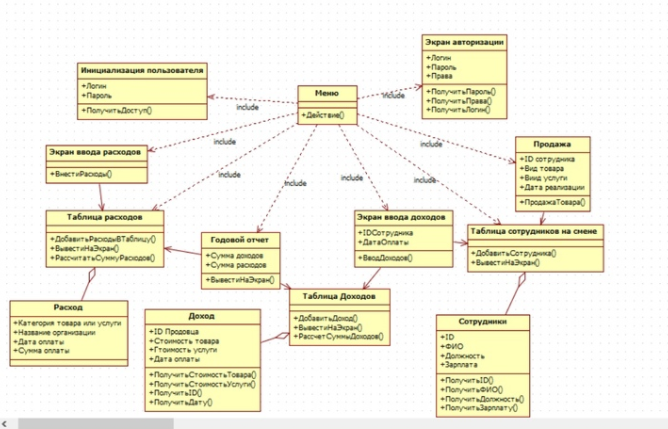 Экран авторизации
+Логин
+Пароль
+Права
+ПолучитьПароль()
+ПолучитьПрава()
+ПолучитьЛогин()
Инициализация пользователя
+Логин
+Пароль
+ПолучитьДоступ()
Меню
+Действие()
include
include
include
include
include
include
include
include
Экран ввода расходов
+ВнестиРасходы()
Продажа
+ID сотрудника
+Вид товара
+Виид услуги
+Дата реализации
+ПродажаТовара()
Таблица расходов
+ДобавитьРасходыВТаблицу()
+ВывестиНаЭкран()
+РассчитатьСуммуРасходов()
Годовой отчет
+Сумма доходов
+Сумма расходов
+ВывестиНаЭкран()
Экран ввода доходов
+IDСотрудника
+ДатаОплаты
+ВводДоходов()
Таблица сотрудников на смене
+ДобавитьСотрудника()
+ВывестиНаЭкран()
Таблица Доходов
+ДобавитьДоход()
+ВывестиНаЭкран()
+РассчетСуммыДоходов()
Расход
+Категория товара или услуги
+Название организации
+Дата оплаты
+Сумма оплаты
Доход
+ID Продовца
+Стоимость товара
+Гтоимость услуги
+Дата оплаты
+ПолучитьСтоимостьТовара()
+ПолучитьСтоимостьУслуги()
+ПолучитьID()
+ПолучитьДату()
Сотрудники
+ID
+ФИО
+Должность
+Зарплата
+ПолучитьID()
+ПолучитьФИО()
+ПолучитьДолжность()
+ПолучитьЗарплату()